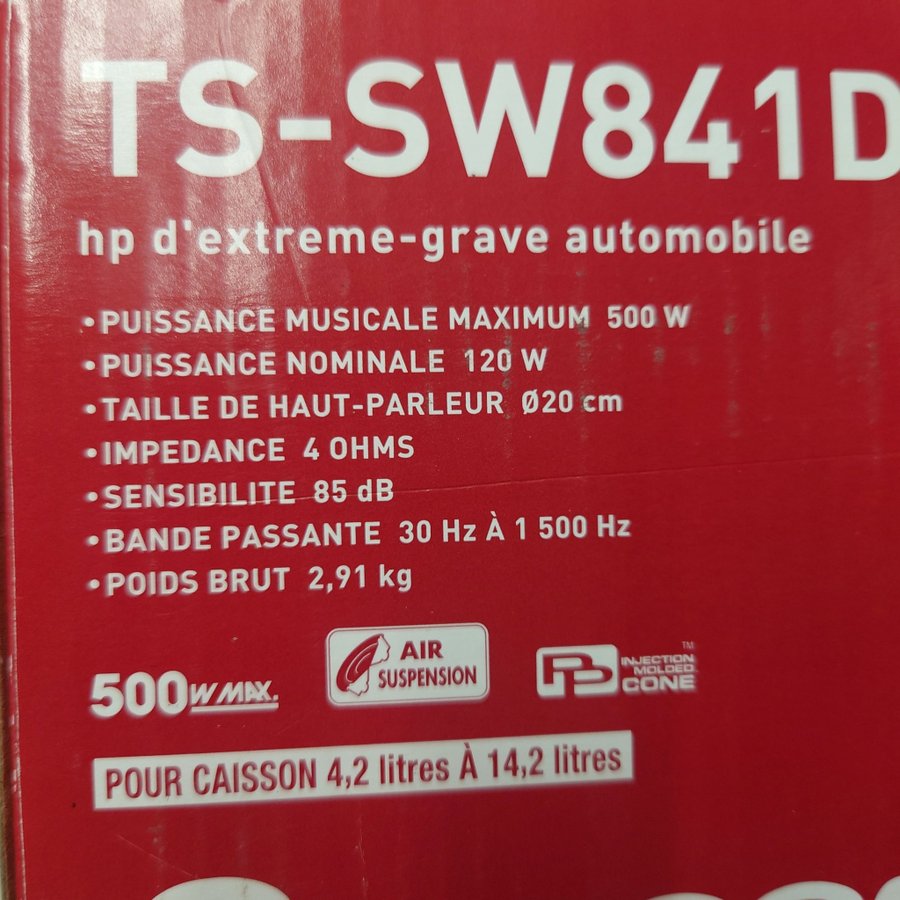 TS-SW841D
hp d'extreme-grave automobile
•PUISSANCE MUSICALE MAXIMUM 500 W
•PUISSANCE NOMINALE 120 W
•TAILLE DE HAUT-PARLEUR Ø20 cm
•IMPEDANCE 4 OHMS
•SENSIBILITE 85 dB
•BANDE PASSANTE 30 Hz À 1 500 Hz
•POIDS BRUT 2,91 kg
500W MAX.
AIR
SUSPENSION
INJECTION
MOLDED
CONE
TM
POUR CAISSON 4,2 litres À 14,2 litres